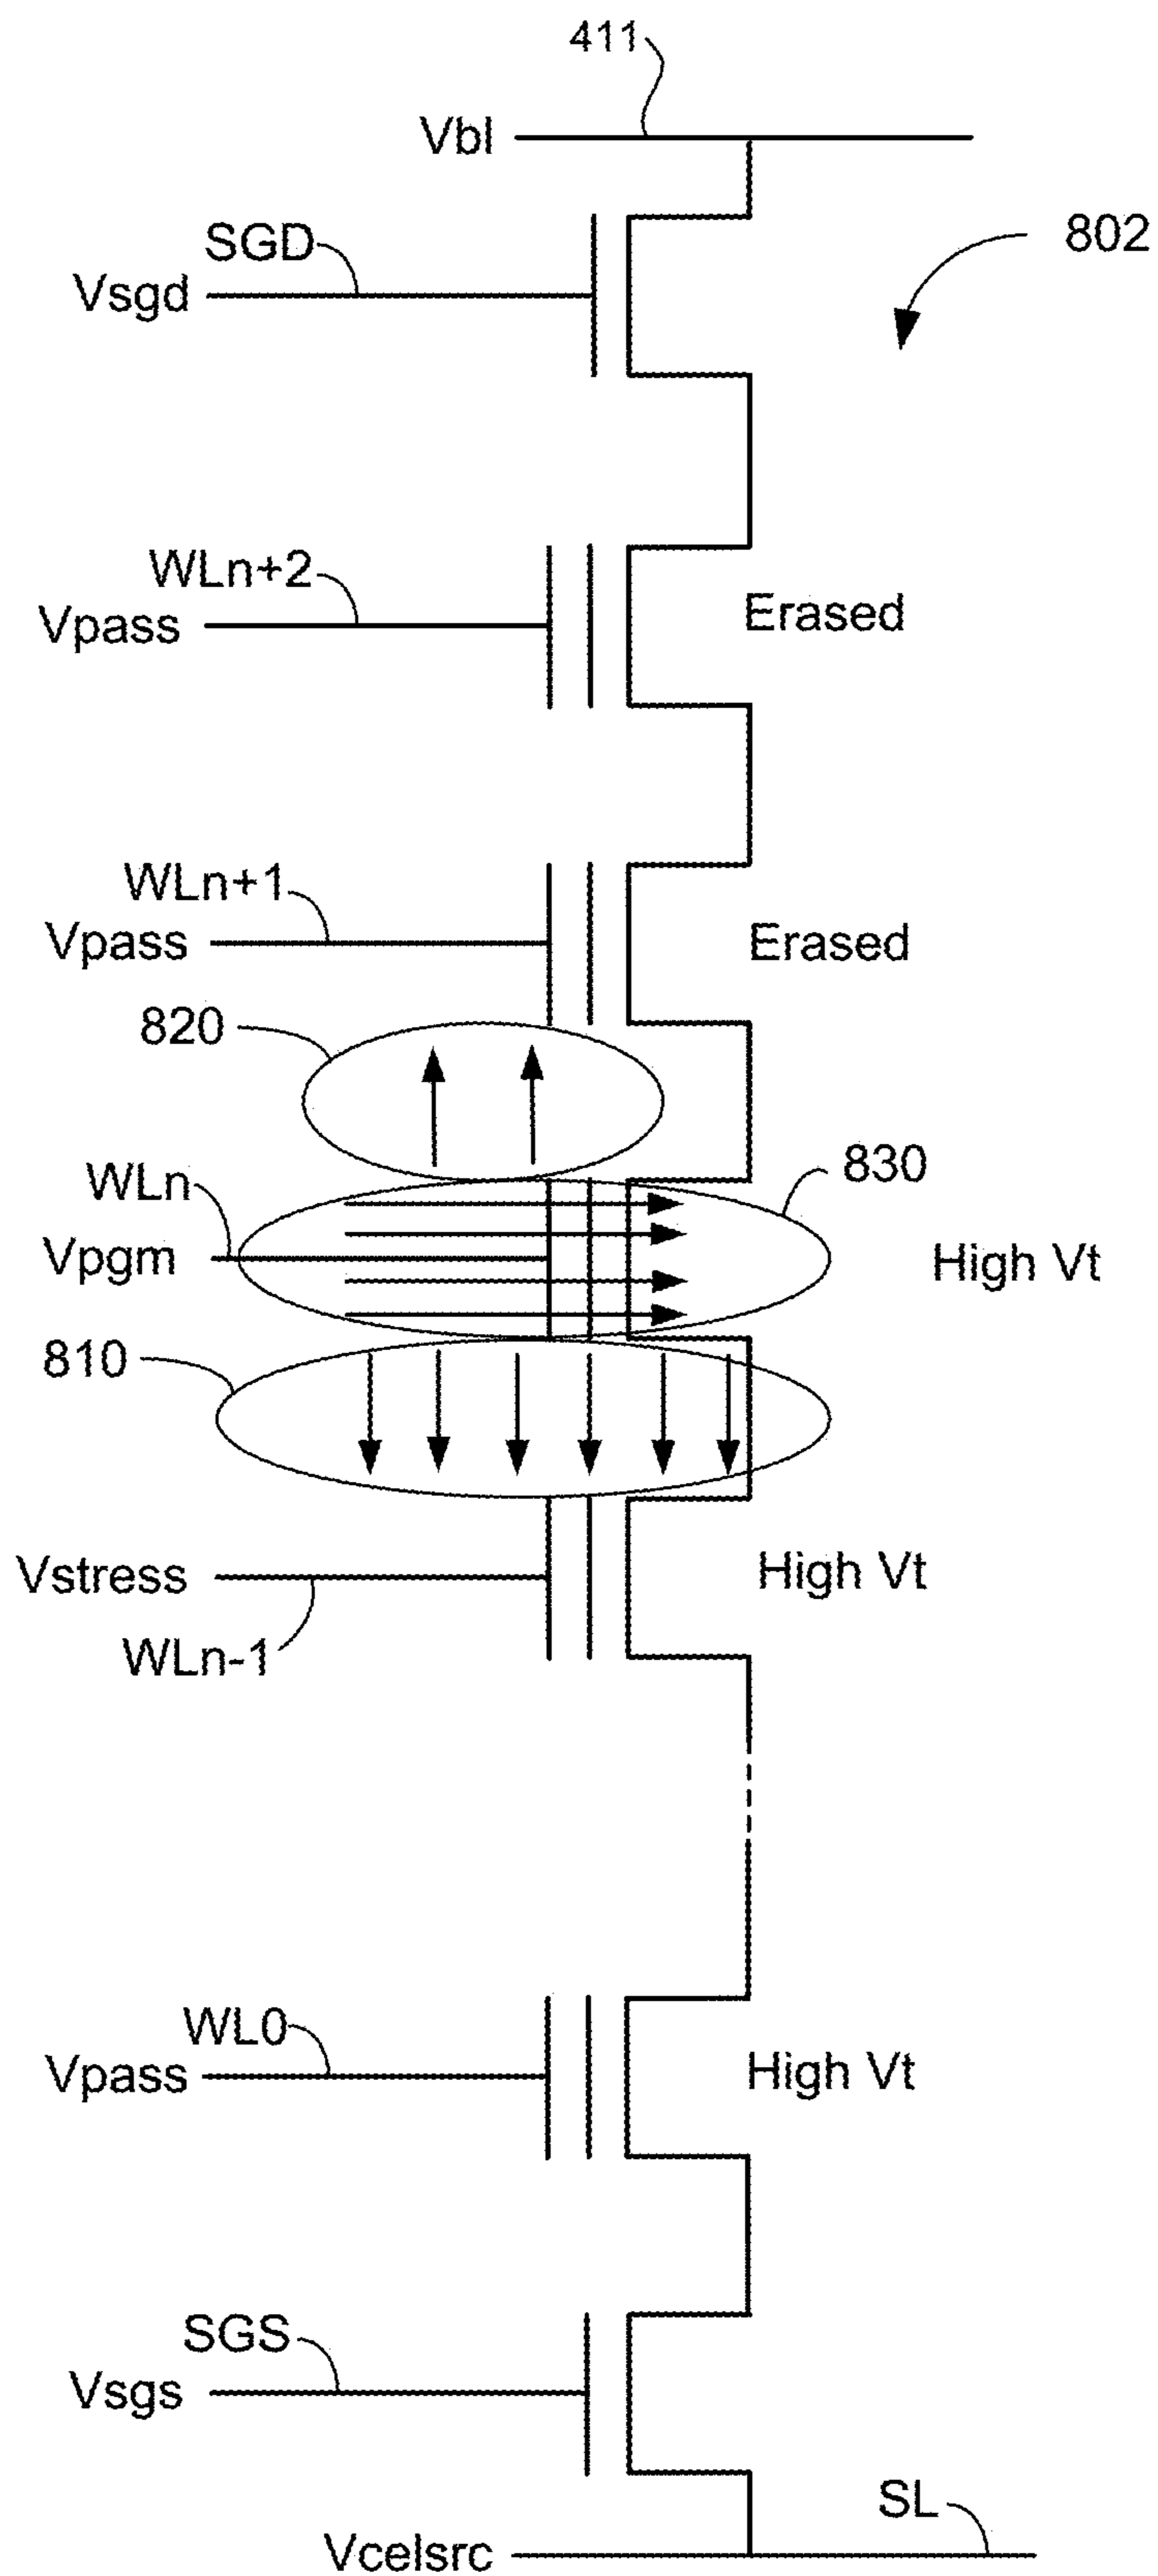 411
Vbl
802
SGD
Vsgd
WLn+2
Vpass
Erased
WLn+1
Vpass
Erased
820
830
WLn
Vpgm
High Vt
810
Vstress
High Vt
WLn-1
WL0
Vpass
High Vt
SGS
Vsgs
SL
Vcelsrc